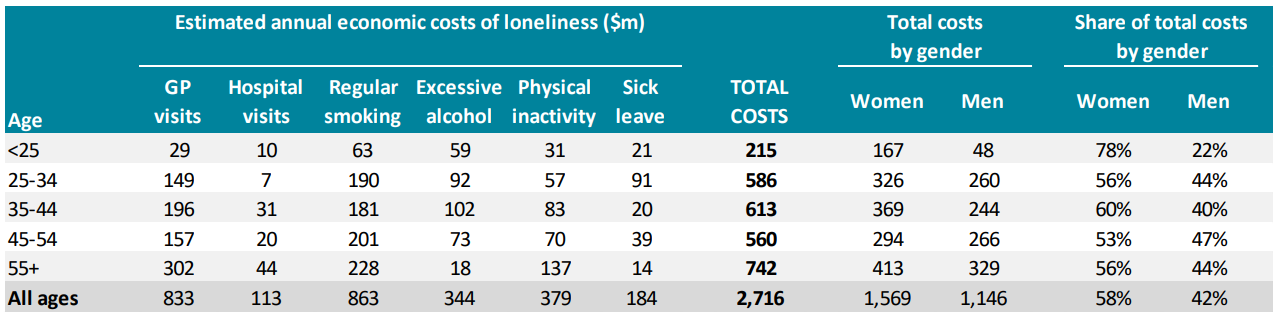 Estimated annual economic costs of loneliness ($m) Total costs by gender Share of total costs by gender
Age GP visits Hospital visits Regular smoking Excessive alcohol Physical inactivity Sick leave TOTAL COSTS Women Men Women Men
<25 29 10 63 59 31 21 215 167 48 78% 22%
25-34 149 7 190 92 57 91 586 326 260 56% 44%
35-44 196 31 181 102 83 20 613 369 244 60% 40%
45-54 157 20 201 73 70 39 560 294 266 53% 47%
55+ 302 44 228 18 137 14 742 413 329 56% 44%
All ages 833 113 863 344 379 184 2,716 1,569 1,146 58% 42%